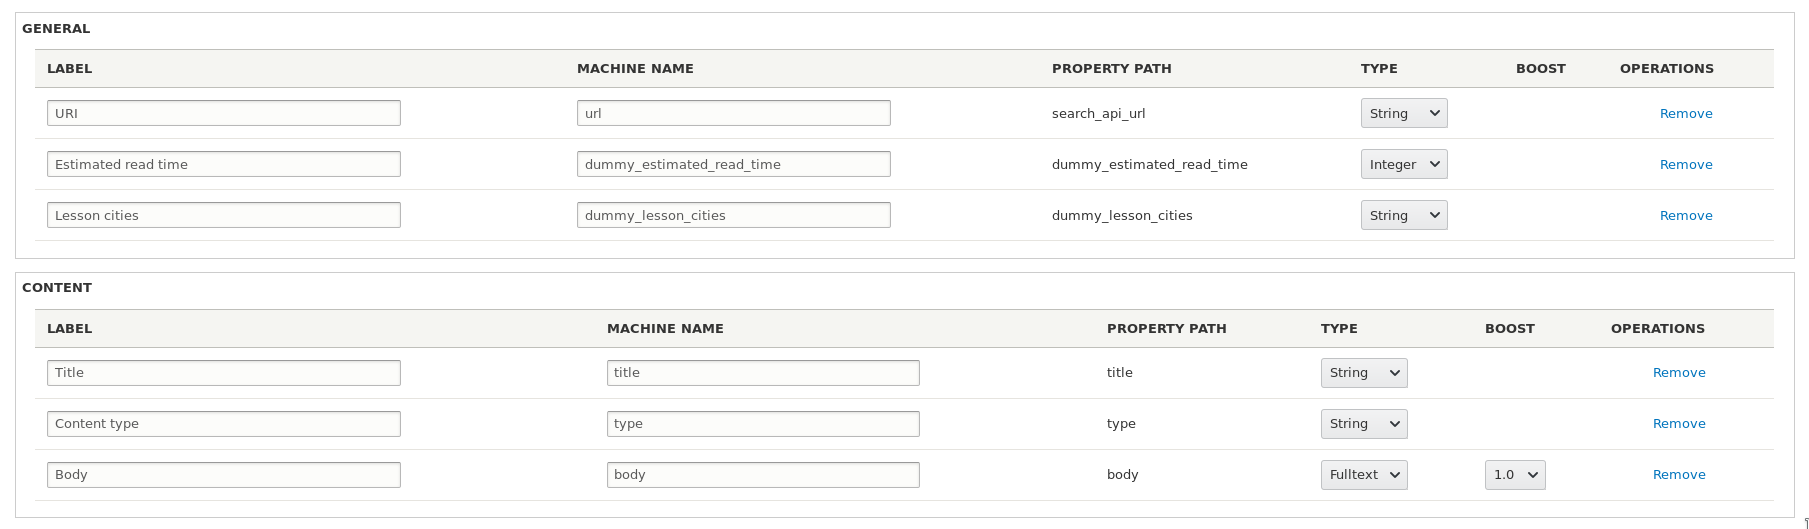 GENERAL
LABEL MACHINE NAME PROPERTY PATH TYPE BOOST OPERATIONS
URI url search_api_url String Remove
Estimated read time dummy_estimated_read_time dummy_estimated_read_time Integer Remove
Lesson cities dummy_lesson_cities dummy_lesson_cities String Remove
CONTENT
LABEL MACHINE NAME PROPERTY PATH TYPE BOOST OPERATIONS
Title title title String Remove
Content type type type String Remove
Body body body Fulltext 1.0 Remove